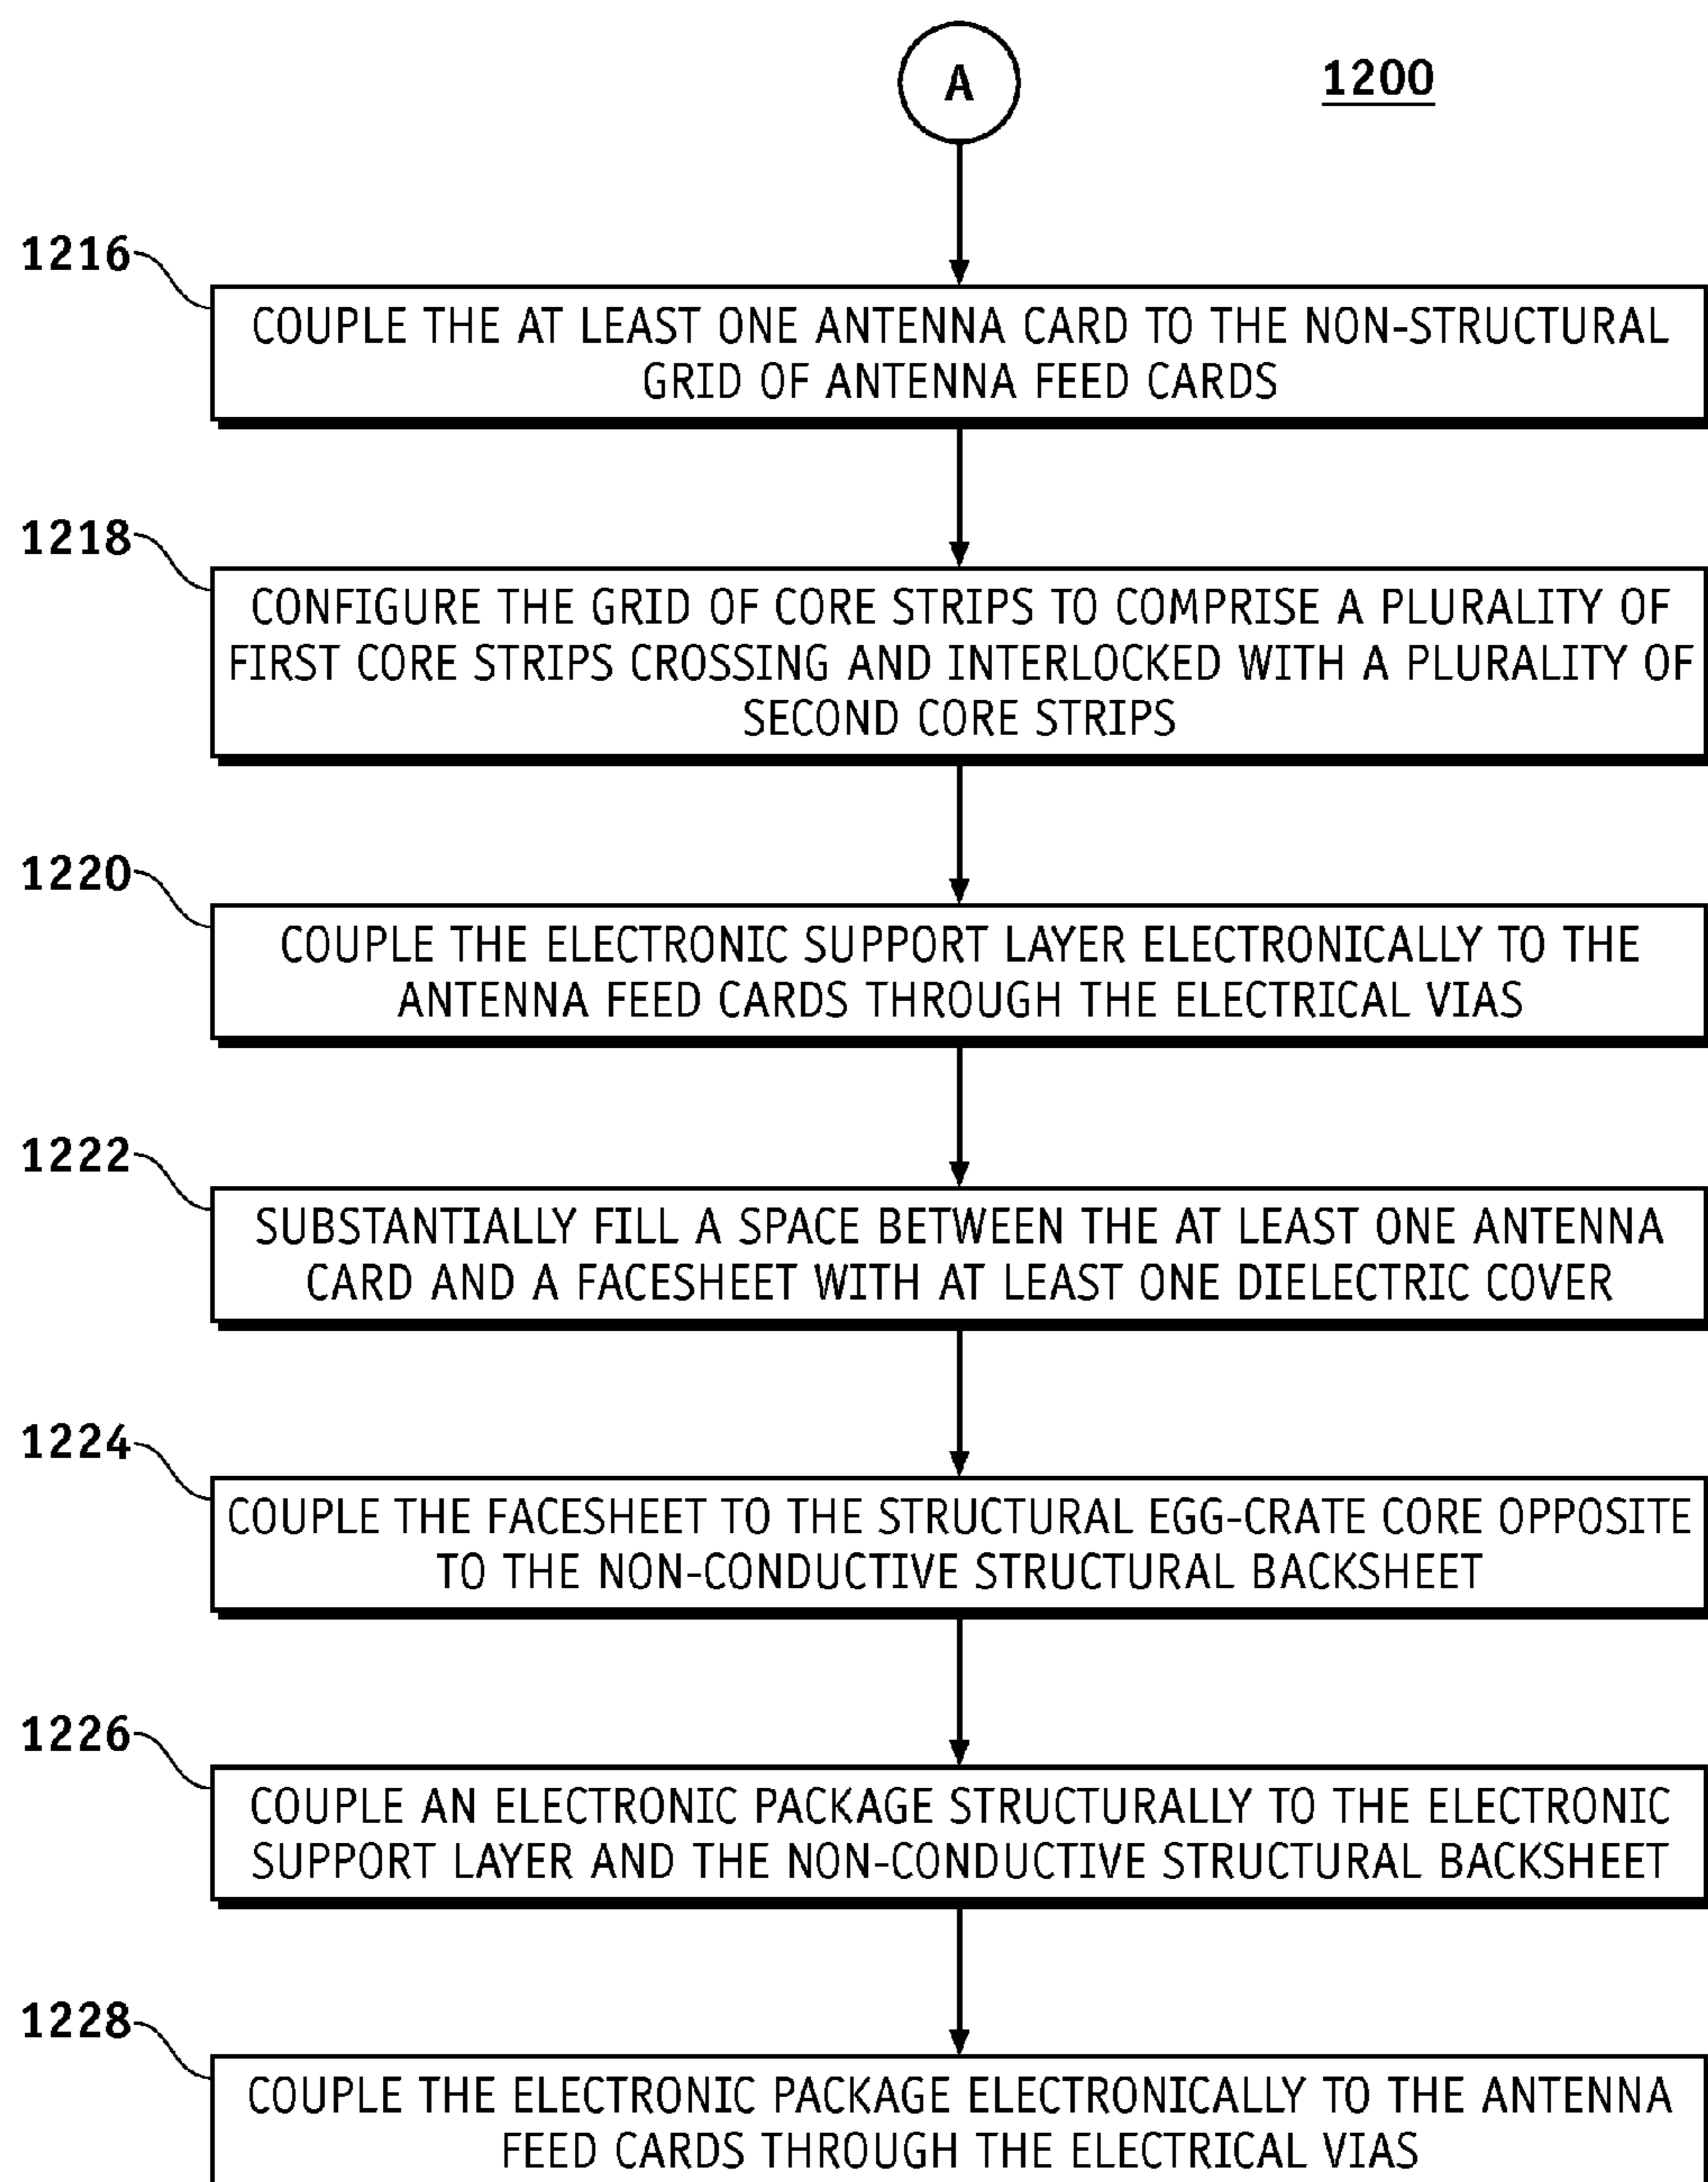 A
1200
1216
COUPLE THE AT LEAST ONE ANTENNA CARD TO THE NON-STRUCTURAL
GRID OF ANTENNA FEED CARDS
1218
CONFIGURE THE GRID OF CORE STRIPS TO COMPRISE A PLURALITY OF
FIRST CORE STRIPS CROSSING AND INTERLOCKED WITH A PLURALITY OF
SECOND CORE STRIPS
1220
COUPLE THE ELECTRONIC SUPPORT LAYER ELECTRONICALLY TO THE
ANTENNA FEED CARDS THROUGH THE ELECTRICAL VIAS
1222
SUBSTANTIALLY FILL A SPACE BETWEEN THE AT LEAST ONE ANTENNA
CARD AND A FACESHEET WITH AT LEAST ONE DIELECTRIC COVER
1224
COUPLE THE FACESHEET TO THE STRUCTURAL EGG-CRATE CORE OPPOSITE
TO THE NON-CONDUCTIVE STRUCTURAL BACKSHEET
1226
COUPLE AN ELECTRONIC PACKAGE STRUCTURALLY TO THE ELECTRONIC
SUPPORT LAYER AND THE NON-CONDUCTIVE STRUCTURAL BACKSHEET
1228
COUPLE THE ELECTRONIC PACKAGE ELECTRONICALLY TO THE ANTENNA
FEED CARDS THROUGH THE ELECTRICAL VIAS